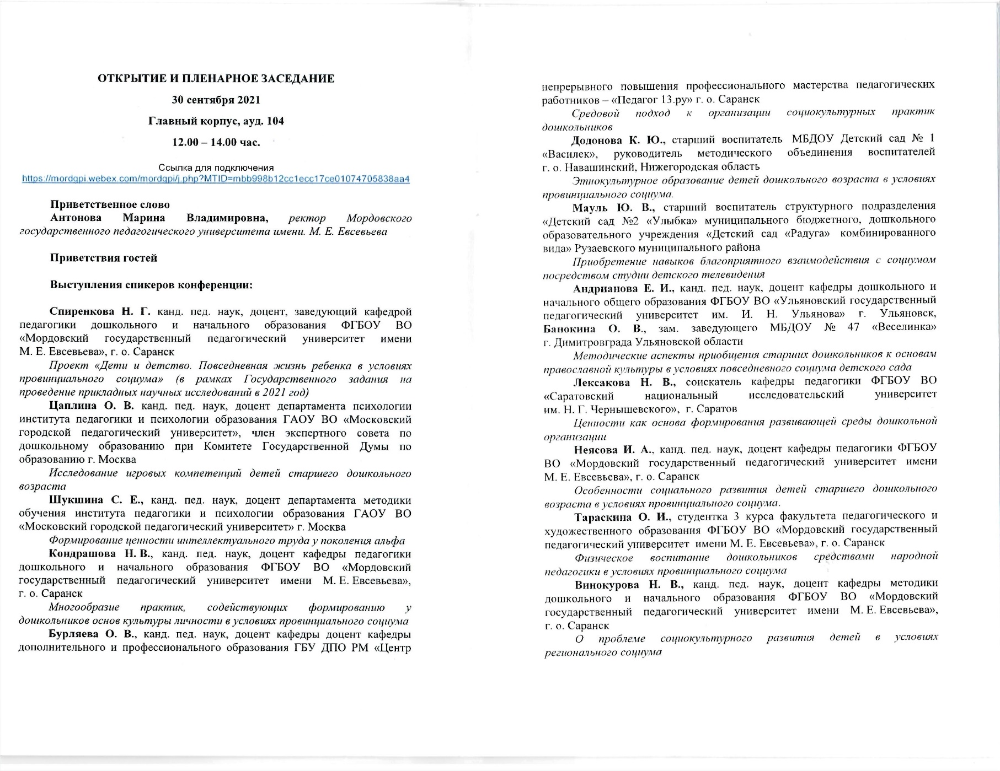 ОТКРЫТИЕ И ПЛЕНАРНОЕ ЗАСЕДАНИЕ
30 сентября 2021
Главный корпус, ауд. 104
12.00 – 14.00 час.
Ссылка для подключения
https://mordgpi.webex.com/mordgpi/j.php?MTID=mbb998b12cc1ecc17ce01074705838aa4
Приветственное слово
Антонова Марина Владимировна, ректор Мордовского
государственного педагогического университета имени. М. Е. Евсевьева
Приветствия гостей
Выступления спикеров конференции:
Спиренкова Н. Г. канд. пед. наук, доцент, заведующий кафедрой
педагогики дошкольного и начального образования ФГБОУ ВО
«Мордовский государственный педагогический университет имени
М. Е. Евсевьева», г. о. Саранск
Проект «Дети и детство. Повседневная жизнь ребенка в условиях
провинциального социума» (в рамках Государственного задания на
проведение прикладных научных исследований в 2021 год)
Цаплина О. В. канд. пед. наук, доцент департамента психологии
института педагогики и психологии образования ГАОУ ВО «Московский
городской педагогический университет», член экспертного совета по
дошкольному образованию при Комитете Государственной Думы по
образованию г. Москва
Исследование игровых компетенций детей старшего дошкольного
возраста
Шукшина С. Е., канд. пед. наук, доцент департамента методики
обучения института педагогики и психологии образования ГАОУ ВО
«Московский городской педагогический университет» г. Москва
Формирование ценности интеллектуального труда у поколения альфа
Кондрашова Н. В., канд. пед. наук, доцент кафедры педагогики
дошкольного и начального образования ФГБОУ ВО «Мордовский
государственный педагогический университет имени М. Е. Евсевьева»,
г. о. Саранск
Многообразие практик, содействующих формированию у
дошкольников основ культуры личности в условиях провинциального социума
Бурляева О. В., канд. пед. наук, доцент кафедры доцент кафедры
дополнительного и профессионального образования ГБУ ДПО РМ «Центр
непрерывного повышения профессионального мастерства педагогических
работников – «Педагог 13.ру» г. о. Саранск
Средовой подход к организации социокультурных практик
дошкольников
Додонова К. Ю., старший воспитатель МБДОУ Детский сад № 1
«Василек», руководитель методического объединения воспитателей
г. о. Навашинский, Нижегородская область
Этнокультурное образование детей дошкольного возраста в условиях
провинциального социума.
Мауль Ю. В., старший воспитатель структурного подразделения
«Детский сад №2 «Улыбка» муниципального бюджетного, дошкольного
образовательного учреждения «Детский сад «Радуга» комбинированного
вида» Рузаевского муниципального района
Приобретение навыков благоприятного взаимодействия с социумом
посредством студии детского телевидения
Андрианова Е. И., канд. пед. наук, доцент кафедры дошкольного и
начального общего образования ФГБОУ ВО «Ульяновский государственный
педагогический университет им. И. Н. Ульянова» г. Ульяновск,
Банокина О. В., зам. заведующего МБДОУ № 47 «Веселинка»
г. Димитровграда Ульяновской области
Методические аспекты приобщения старших дошкольников к основам
православной культуры в условиях повседневного социума детского сада
Лексакова Н. В., соискатель кафедры педагогики ФГБОУ ВО
«Саратовский национальный исследовательский университет
им. Н. Г. Чернышевского», г. Саратов
Ценности как основа формирования развивающей среды дошкольной
организации
Неясова И. А., канд. пед. наук, доцент кафедры педагогики ФГБОУ
ВО «Мордовский государственный педагогический университет имени
М. Е. Евсевьева», г. о. Саранск
Особенности социального развития детей старшего дошкольного
возраста в условиях провинциального социума.
Тараскина О. И., студентка 3 курса факультета педагогического и
художественного образования ФГБОУ ВО «Мордовский государственный
педагогический университет имени М. Е. Евсевьева», г. о. Саранск
Физическое воспитание дошкольников средствами народной
педагогики в условиях провинциального социума
Винокурова Н. В., канд. пед. наук, доцент кафедры методики
дошкольного и начального образования ФГБОУ ВО «Мордовский
государственный педагогический университет имени М. Е. Евсевьева»,
г. о. Саранск
О проблеме социокультурного развития детей в условиях
регионального социума